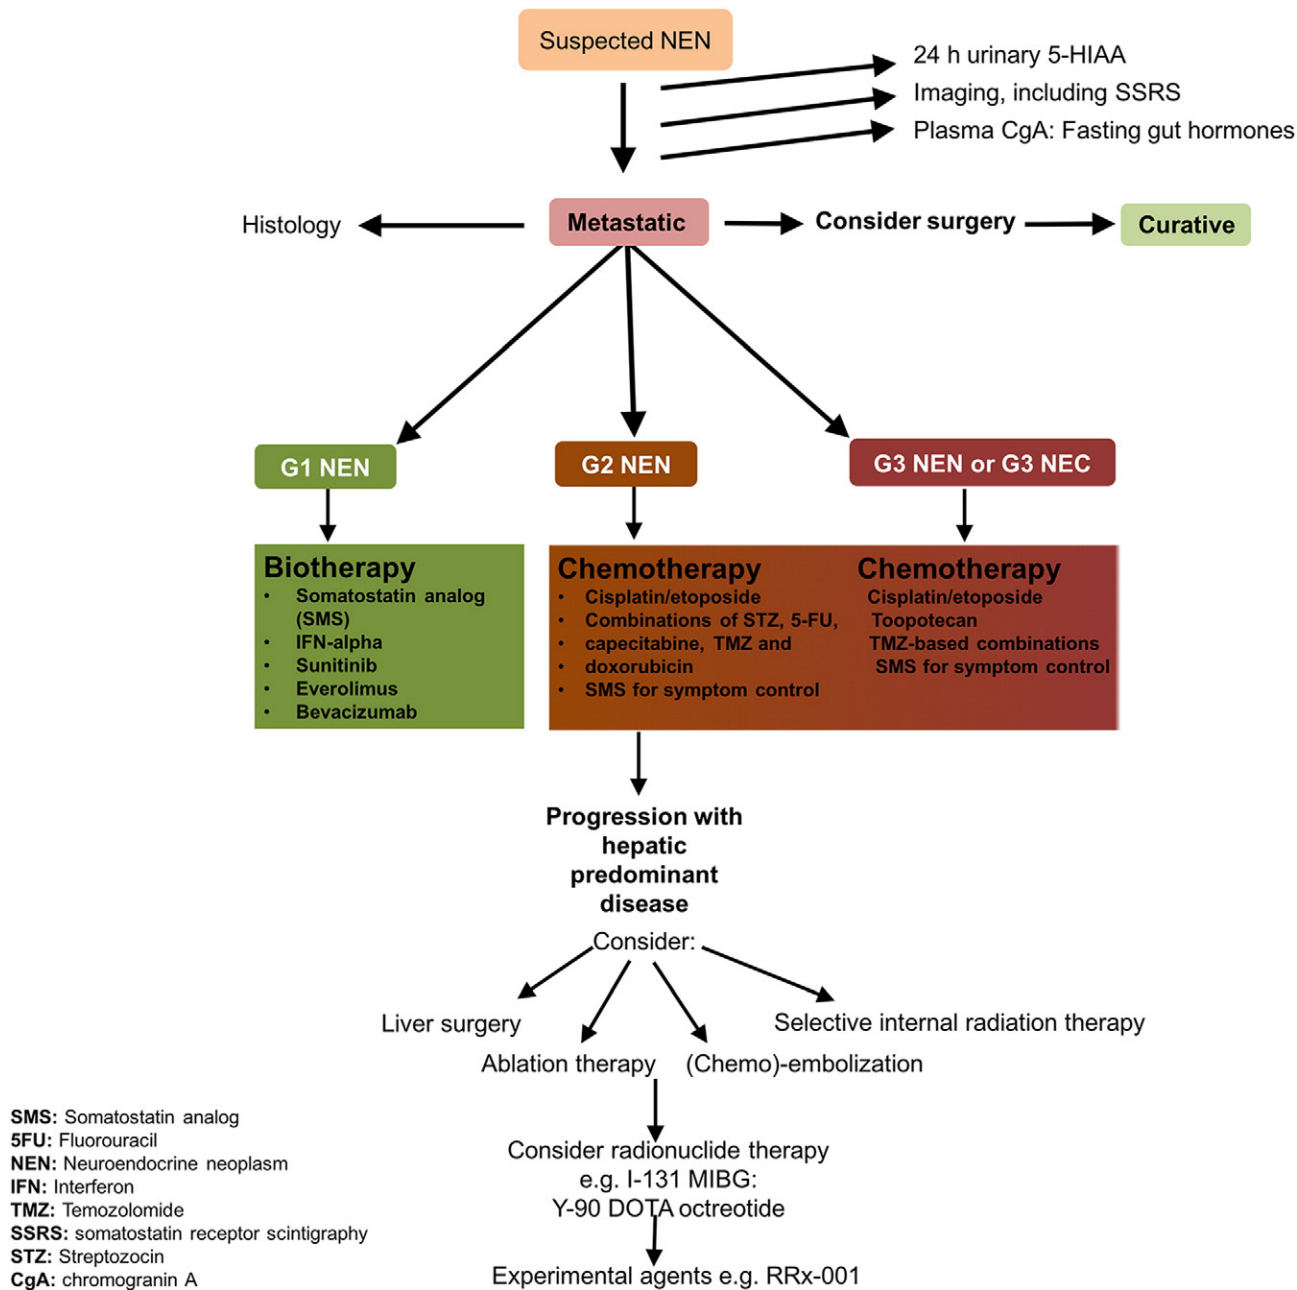 Suspected NEN
24 h urinary 5-HIAA
Imaging, including SSRS
Plasma CgA: Fasting gut hormones
Histology
Metastatic
Consider surgery
Curative
G1 NEN
G2 NEN
G3 NEN or G3 NEC
Biotherapy
• Somatostatin analog
(SMS)
• IFN-alpha
• Sunitinib
• Everolimus
• Bevacizumab
Chemotherapy
• Cisplatin/etoposide
• Combinations of STZ, 5-FU,
• capecitabine, TMZ and
• doxorubicin
• SMS for symptom control
Chemotherapy
Cisplatin/etoposide
Toopotecan
TMZ-based combinations
SMS for symptom control
Progression with
hepatic
predominant
disease
Consider:
Liver surgery
Ablation therapy
(Chemo)-embolization
Selective internal radiation therapy
Consider radionuclide therapy
e.g. I-131 MIBG:
Y-90 DOTA octreotide
Experimental agents e.g. RRx-001
SMS: Somatostatin analog
5FU: Fluorouracil
NEN: Neuroendocrine neoplasm
IFN: Interferon
TMZ: Temozolomide
SSRS: somatostatin receptor scintigraphy
STZ: Streptozocin
CgA: chromogranin A